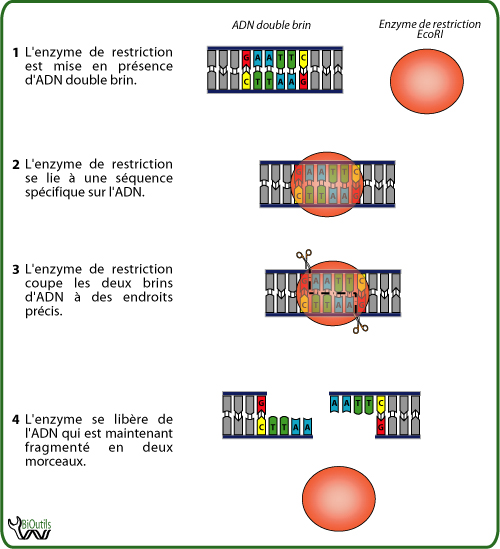 ADN double brin
Enzyme de restriction
EcoRI
1 L'enzyme de restriction
est mise en présence
d'ADN double brin.
G A A T T C
C T T A A G
2 L'enzyme de restriction
se lie à une séquence
spécifique sur l'ADN.
A A T T C
C T T A A
3 L'enzyme de restriction
coupe les deux brins
d'ADN à des endroits
précis.
A A T T C
C T T A A
4 L'enzyme se libère de
l'ADN qui est maintenant
fragmenté en deux
morceaux.
G
C T T A A
A A T T C
G
BiOutils